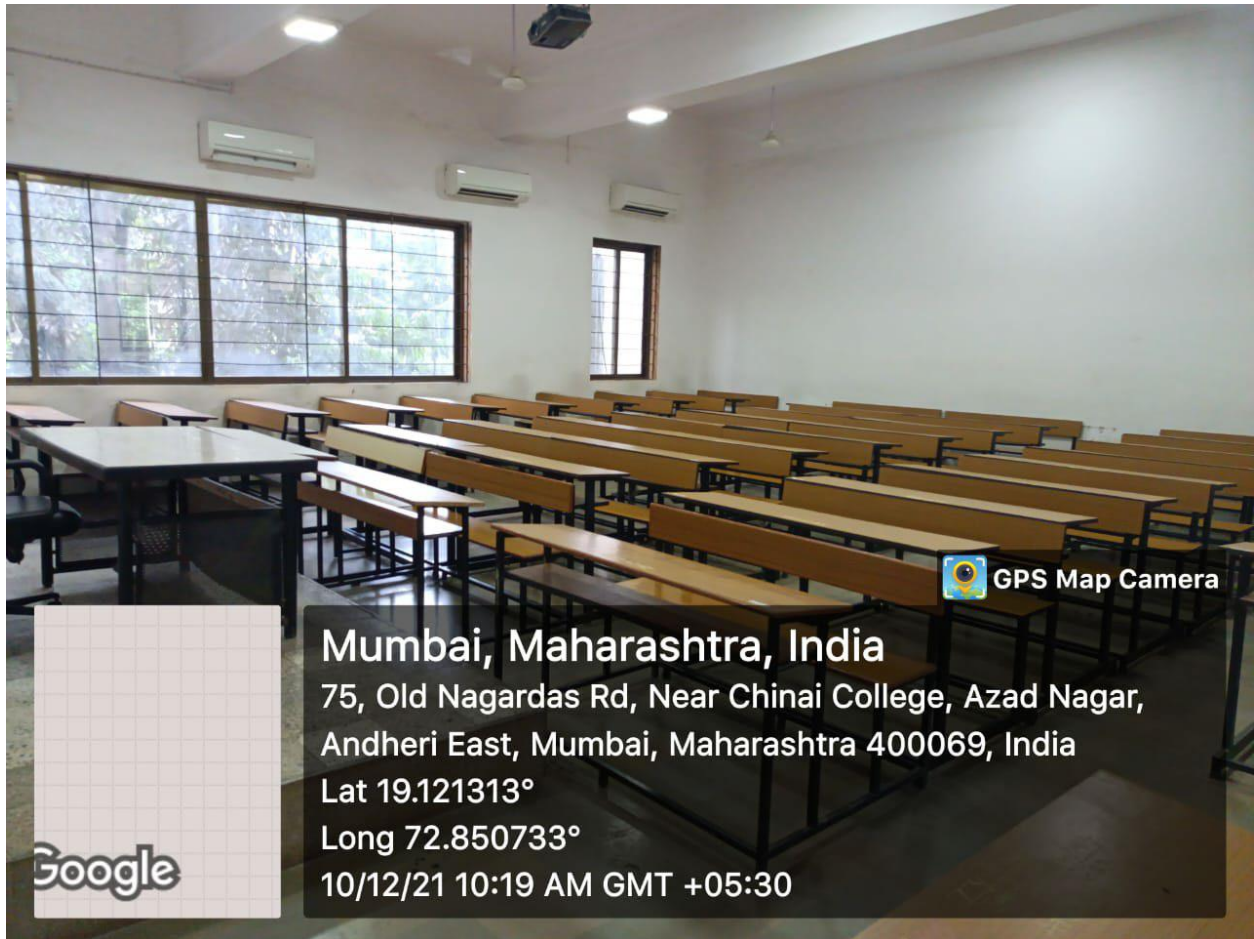 GPS Map Camera
Mumbai, Maharashtra, India
75, Old Nagardas Rd, Near Chinai College, Azad Nagar,
Andheri East, Mumbai, Maharashtra 400069, India
Lat 19.121313°
Long 72.850733°
10/12/21 10:19 AM GMT +05:30
Google